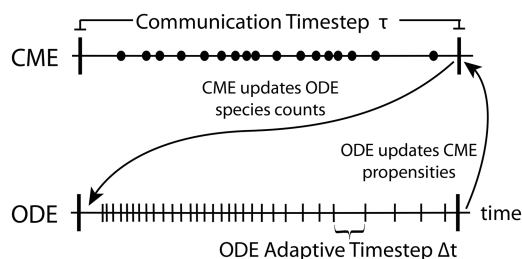 Communication Timestep τ
CME
CME updates ODE
species counts
ODE updates CME
propensities
ODE
time
ODE Adaptive Timestep Δt